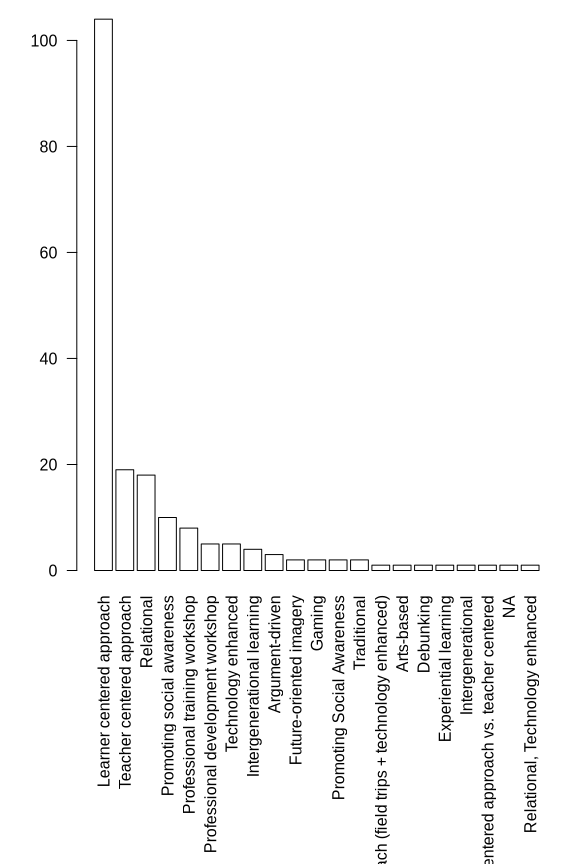 100
80
60
40
20
0
Learner centered approach
Teacher centered approach
Relational
Promoting social awareness
Professional training workshop
Professional development workshop
Technology enhanced
Intergenerational learning
Argument-driven
Future-oriented imagery
Gaming
Promoting Social Awareness
Traditional
(field trips + technology enhanced)
Arts-based
Debunking
Experiential learning
Intergenerational
approach vs. teacher centered
NA
Relational, Technology enhanced